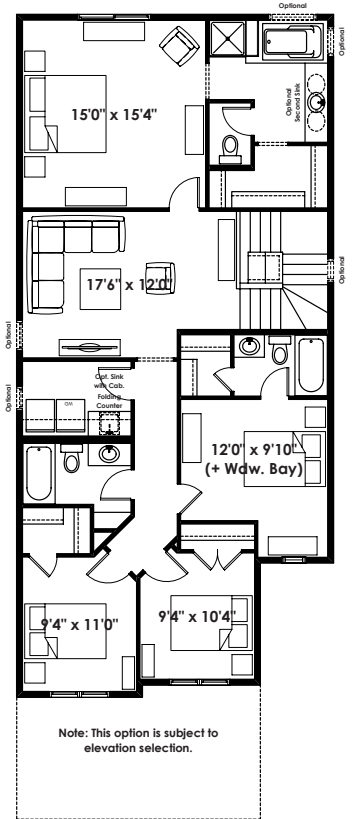 Optional
Optional
15'0" x 15'4"
Optional
Second Sink
17'6" x 12'0"
Optional
Optional
Opt. Sink
with Cab.
Folding
Counter
Optional
12'0" x 9'10"
(+ Wdw. Bay)
9'4" x 11'0"
9'4" x 10'4"
Note: This option is subject to
elevation selection.